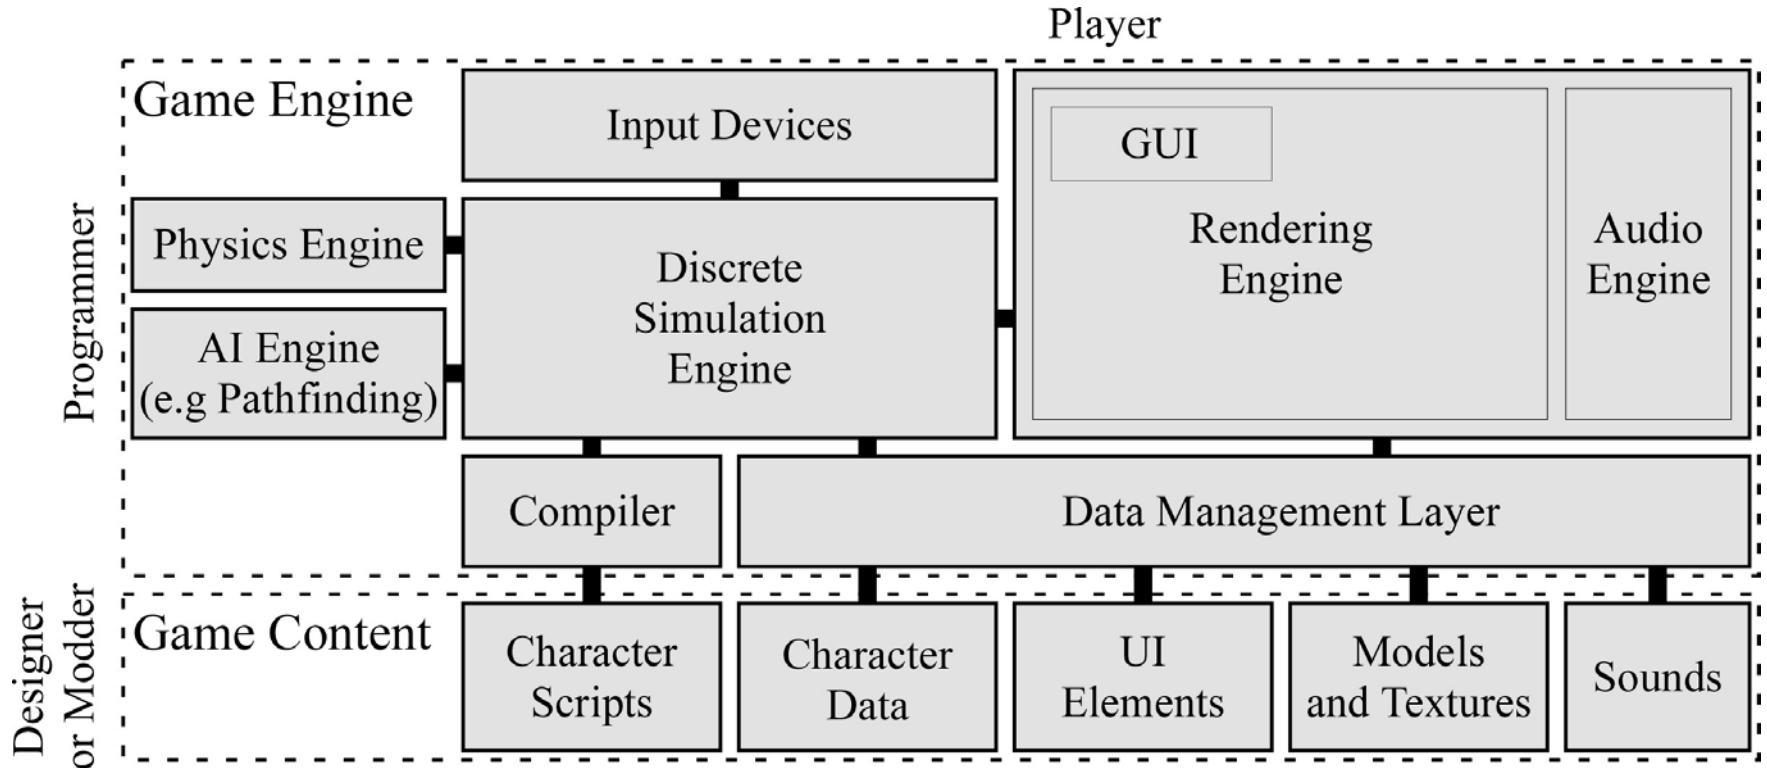 Player
Game Engine
Input Devices
GUI
Rendering
Engine
Audio
Engine
Programmer
Physics Engine
Discrete
Simulation
Engine
AI Engine
(e.g Pathfinding)
Compiler
Data Management Layer
Designer
or Modder
Game Content
Character
Scripts
Character
Data
UI
Elements
Models
and Textures
Sounds